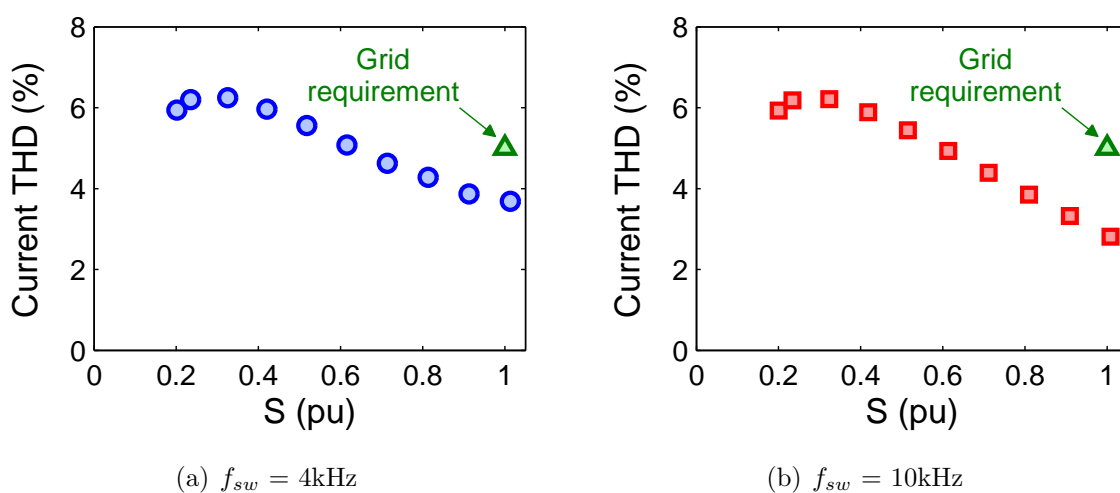 8
6
4
2
0
Current THD (%)
Grid
requirement
0
0.2
0.4
0.6
0.8
1
S (pu)
(a) f_sw = 4kHz
8
6
4
2
0
Current THD (%)
Grid
requirement
0
0.2
0.4
0.6
0.8
1
S (pu)
(b) f_sw = 10kHz